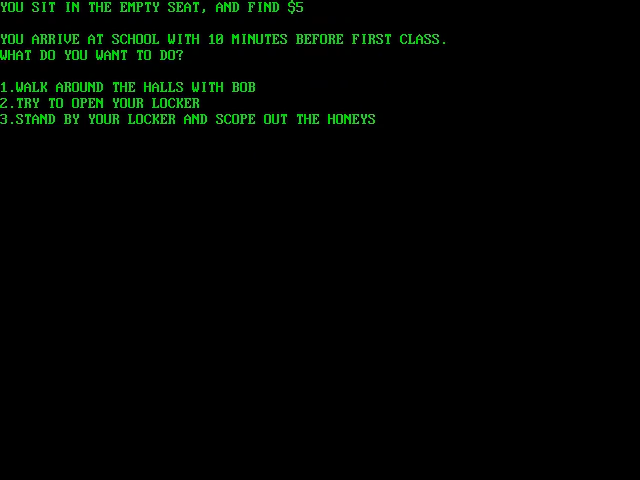 YOU SIT IN THE EMPTY SEAT, AND FIND $5
YOU ARRIVE AT SCHOOL WITH 10 MINUTES BEFORE FIRST CLASS.
WHAT DO YOU WANT TO DO?
1.WALK AROUND THE HALLS WITH BOB
2.TRY TO OPEN YOUR LOCKER
3.STAND BY YOUR LOCKER AND SCOPE OUT THE HONEYS